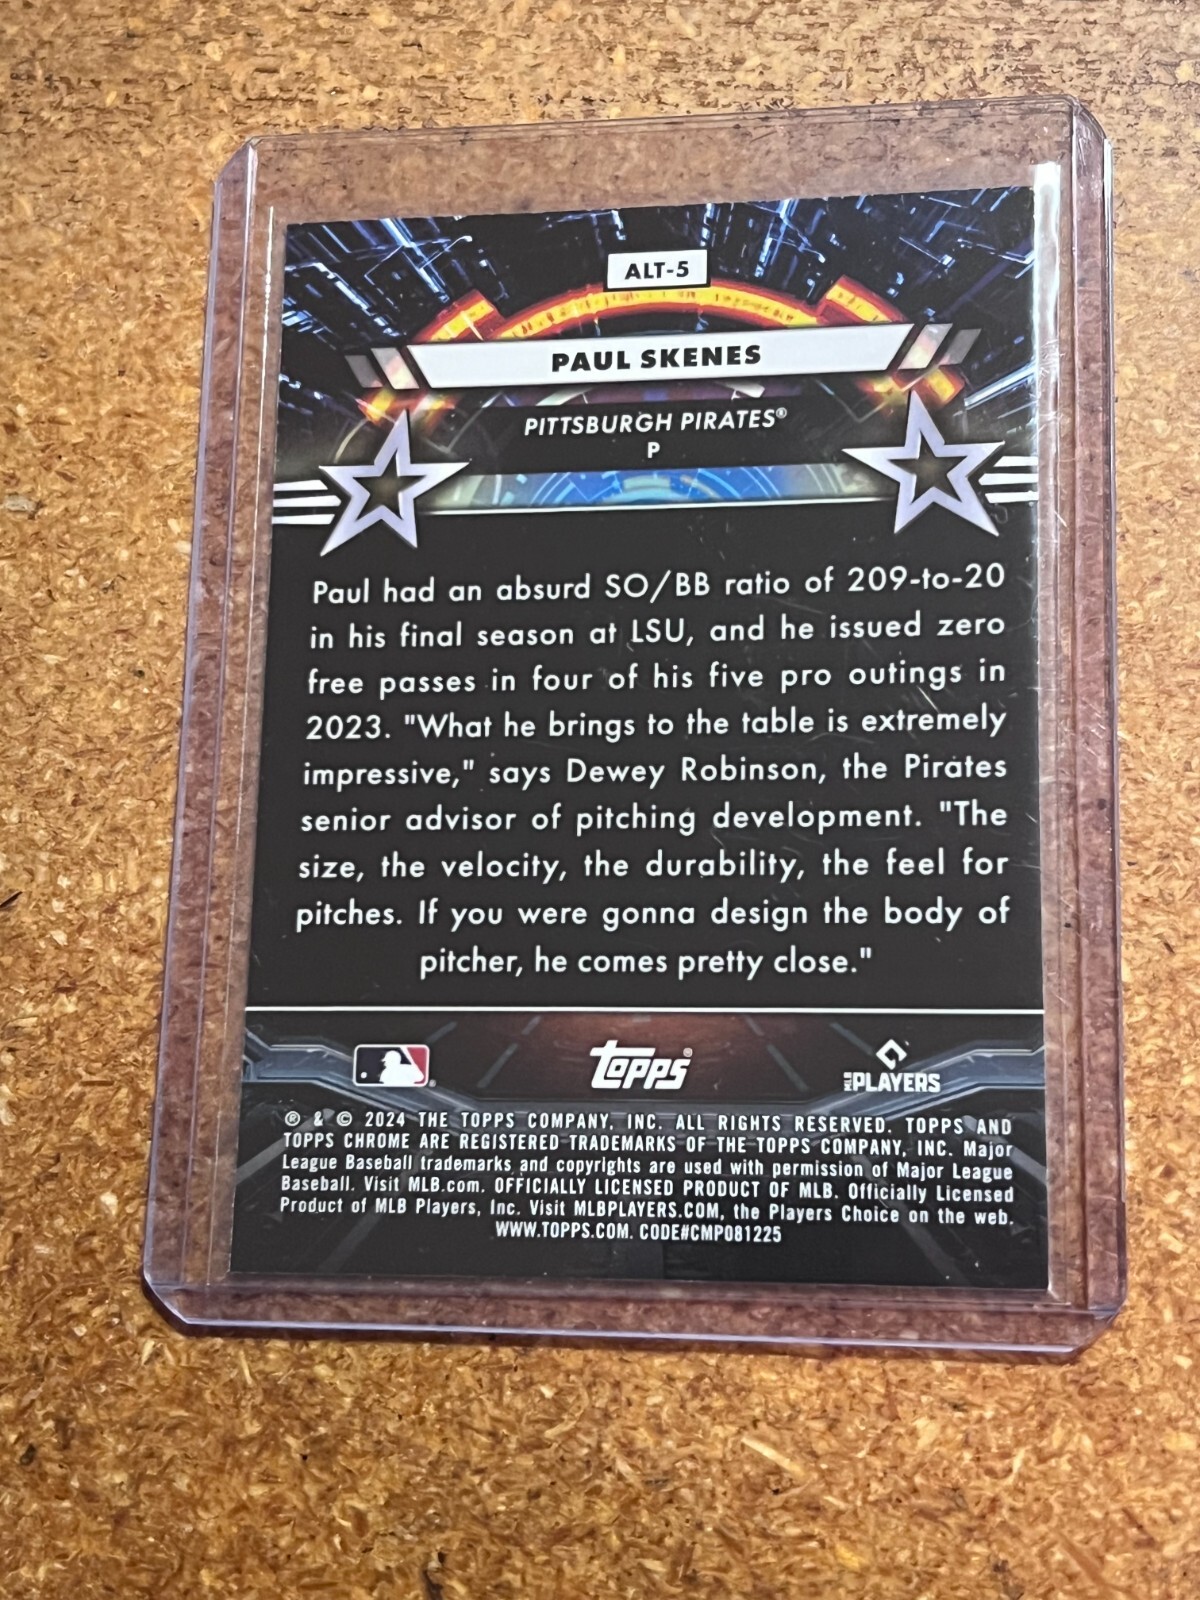 ALT-5
PAUL SKENES
PITTSBURGH PIRATES®
P
Paul had an absurd SO/BB ratio of 209-to-20
in his final season at LSU, and he issued zero
free passes in four of his five pro outings in
2023. "What he brings to the table is extremely
impressive," says Dewey Robinson, the Pirates
senior advisor of pitching development. "The
size, the velocity, the durability, the feel for
pitches. If you were gonna design the body of
pitcher, he comes pretty close."
topps®
MLB PLAYERS
® & © 2024 THE TOPPS COMPANY, INC. ALL RIGHTS RESERVED. TOPPS AND
TOPPS CHROME ARE REGISTERED TRADEMARKS OF THE TOPPS COMPANY, INC. Major
League Baseball trademarks and copyrights are used with permission of Major League
Baseball. Visit MLB.com. OFFICIALLY LICENSED PRODUCT OF MLB. Officially Licensed
Product of MLB Players, Inc. Visit MLBPLAYERS.COM, the Players Choice on the web.
WWW.TOPPS.COM. CODE#CMP081225